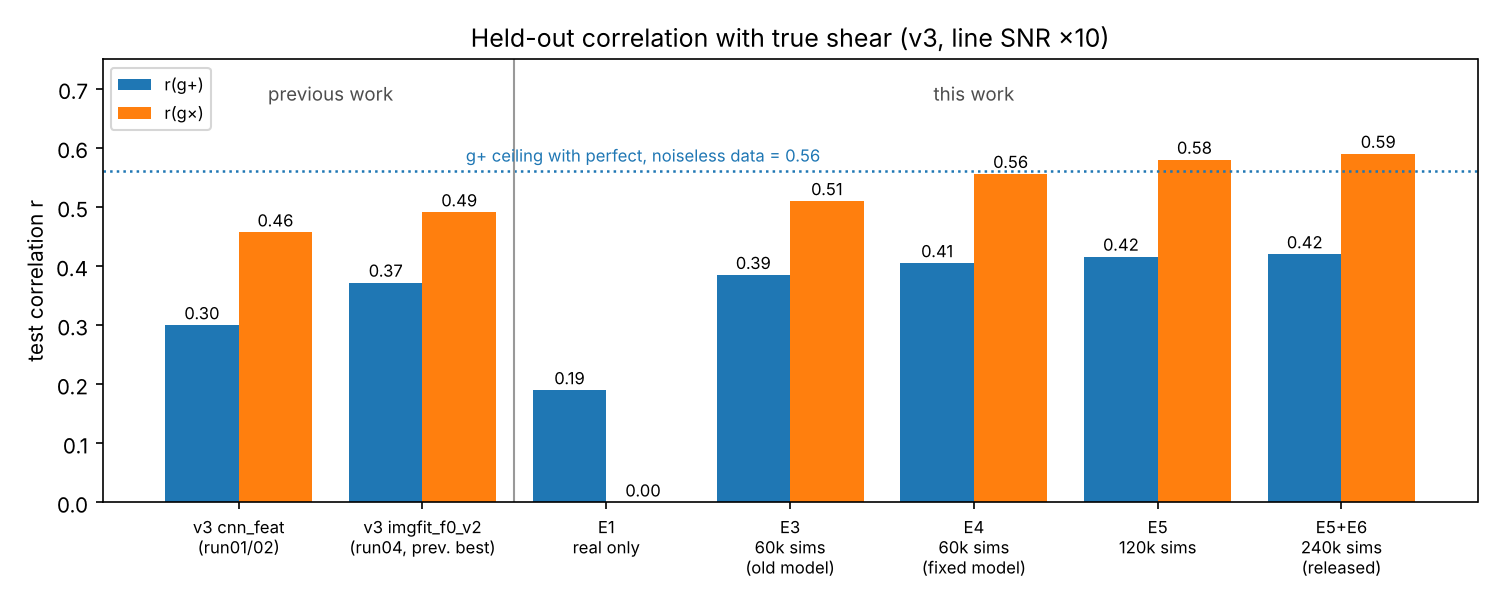 Held-out correlation with true shear (v3, line SNR ×10)
r(g+)
r(g×)
previous work
this work
g+ ceiling with perfect, noiseless data = 0.56
test correlation r
0.7
0.6
0.5
0.4
0.3
0.2
0.1
0.0
0.30
0.46
0.37
0.49
0.19
0.00
0.39
0.51
0.41
0.56
0.42
0.58
0.42
0.59
v3 cnn_feat
(run01/02)
v3 imgfit_f0_v2
(run04, prev. best)
E1
real only
E3
60k sims
(old model)
E4
60k sims
(fixed model)
E5
120k sims
E5+E6
240k sims
(released)